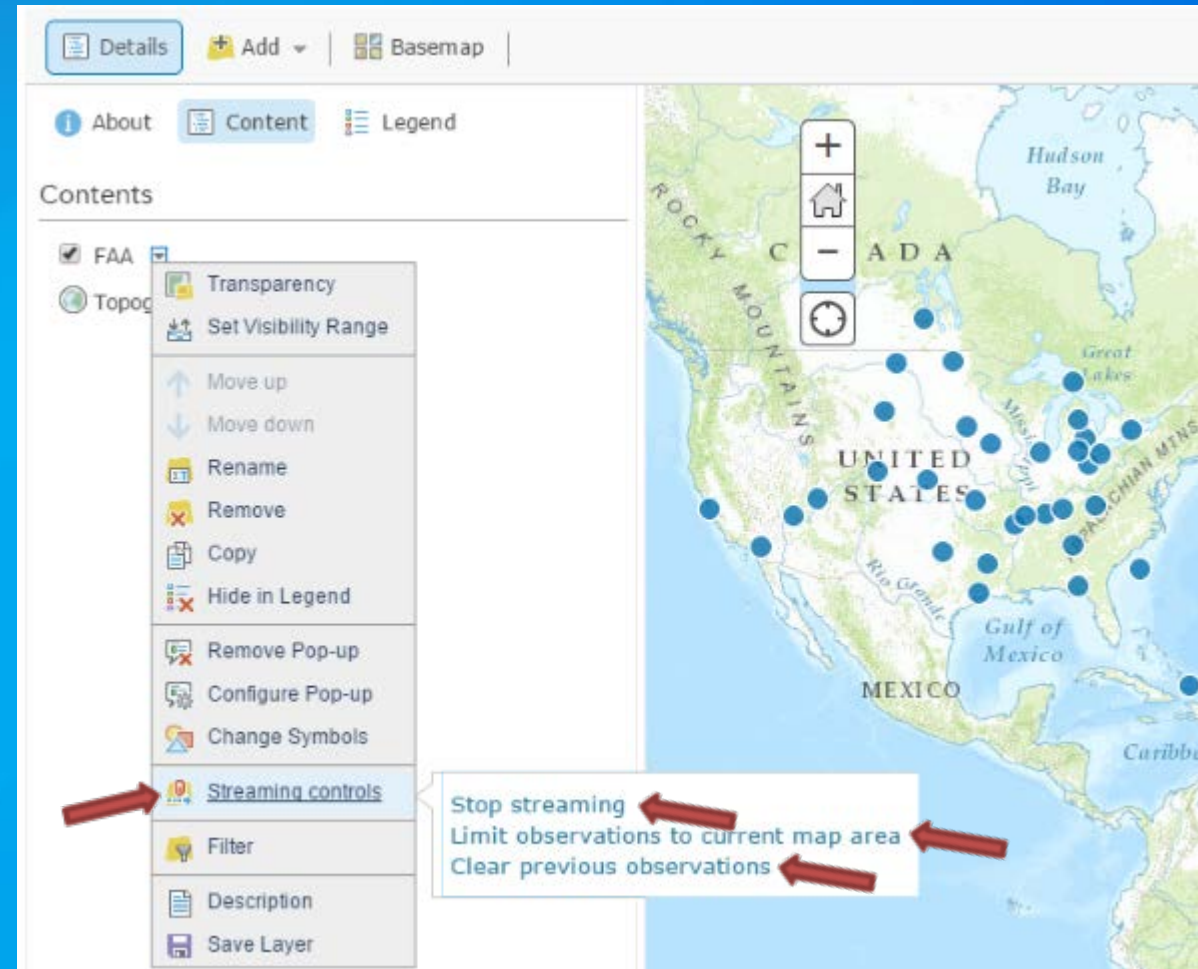 Details Add Basemap
About Content Legend
Contents
FAA
Topog
Transparency
Set Visibility Range
Move up
Move down
Rename
Remove
Copy
Hide in Legend
Remove Pop-up
Configure Pop-up
Change Symbols
Streaming controls
Filter
Description
Save Layer
Stop streaming
Limit observations to current map area
Clear previous observations
Hudson
Bay
ROCKY MOUNTAINS
CANADA
Great
Lakes
Mississippi
UNITED
STATES
APPALACHIAN MTNS
Rio Grande
Gulf of
Mexico
MEXICO
Caribbe